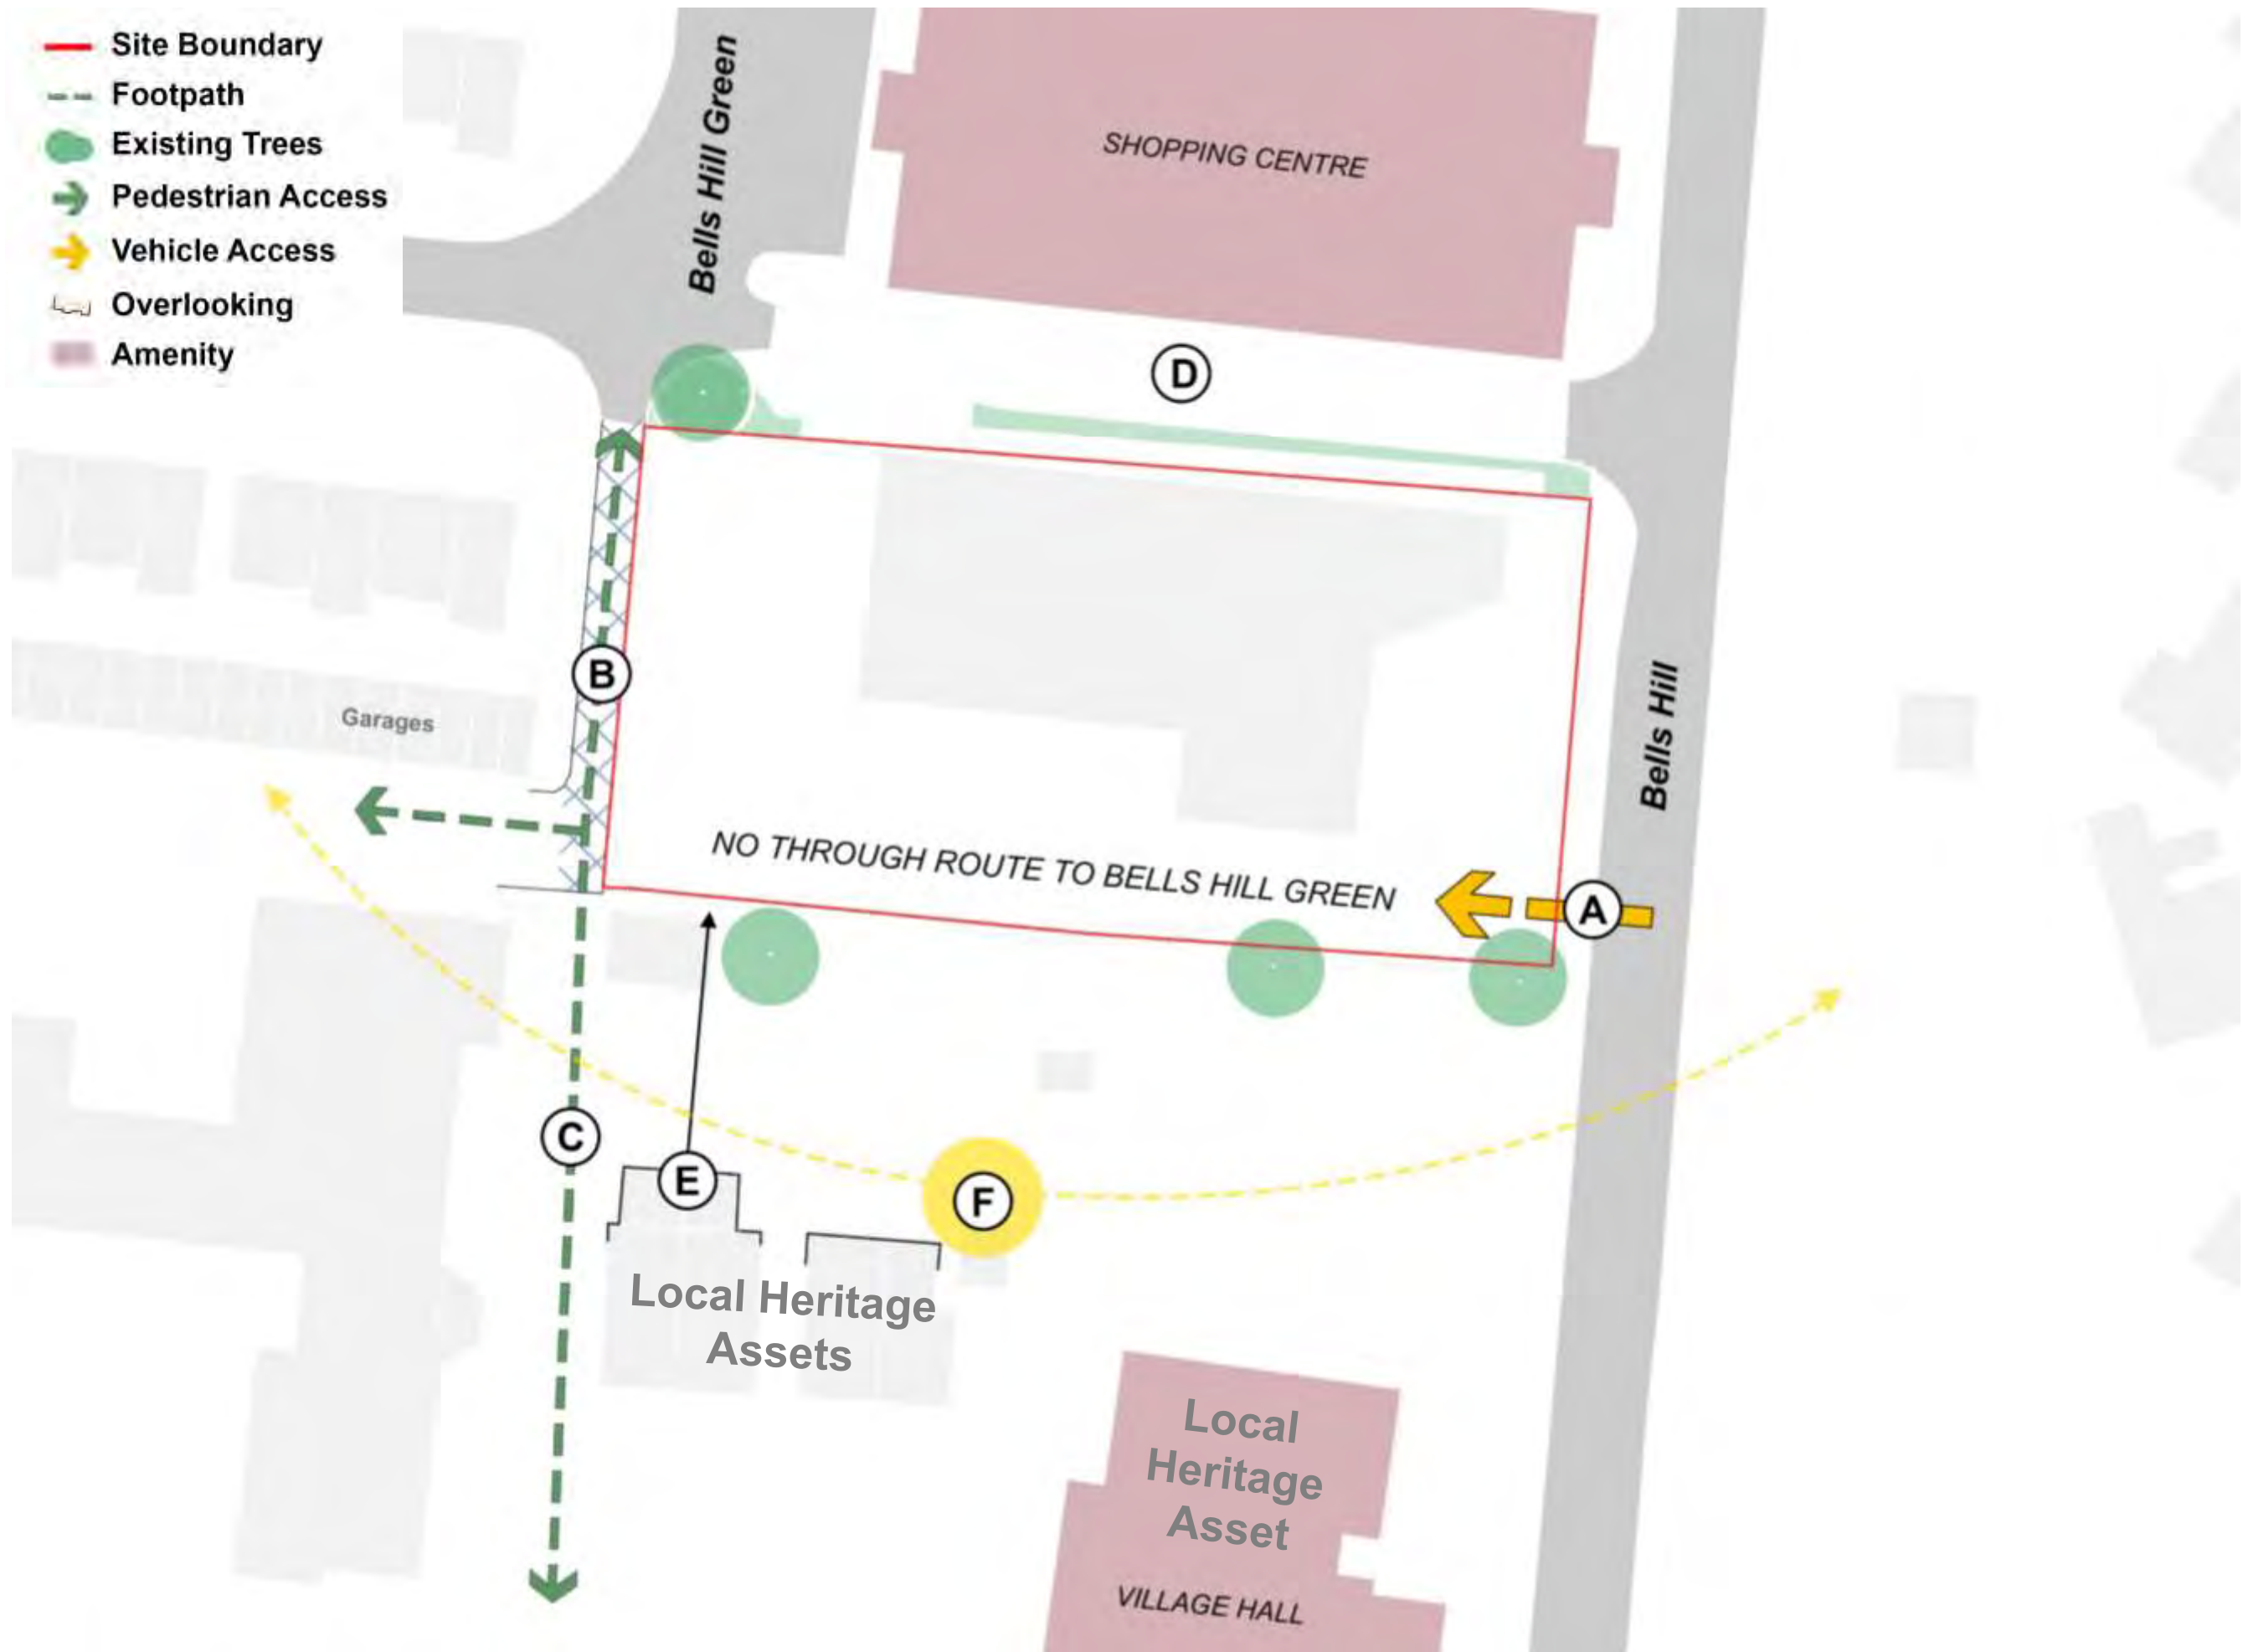 Site Boundary
Footpath
Existing Trees
Pedestrian Access
Vehicle Access
Overlooking
Amenity
Bells Hill Green
SHOPPING CENTRE
D
B
Garages
Bells Hill
NO THROUGH ROUTE TO BELLS HILL GREEN
A
C
E
F
Local Heritage
Assets
Local
Heritage
Asset
VILLAGE HALL